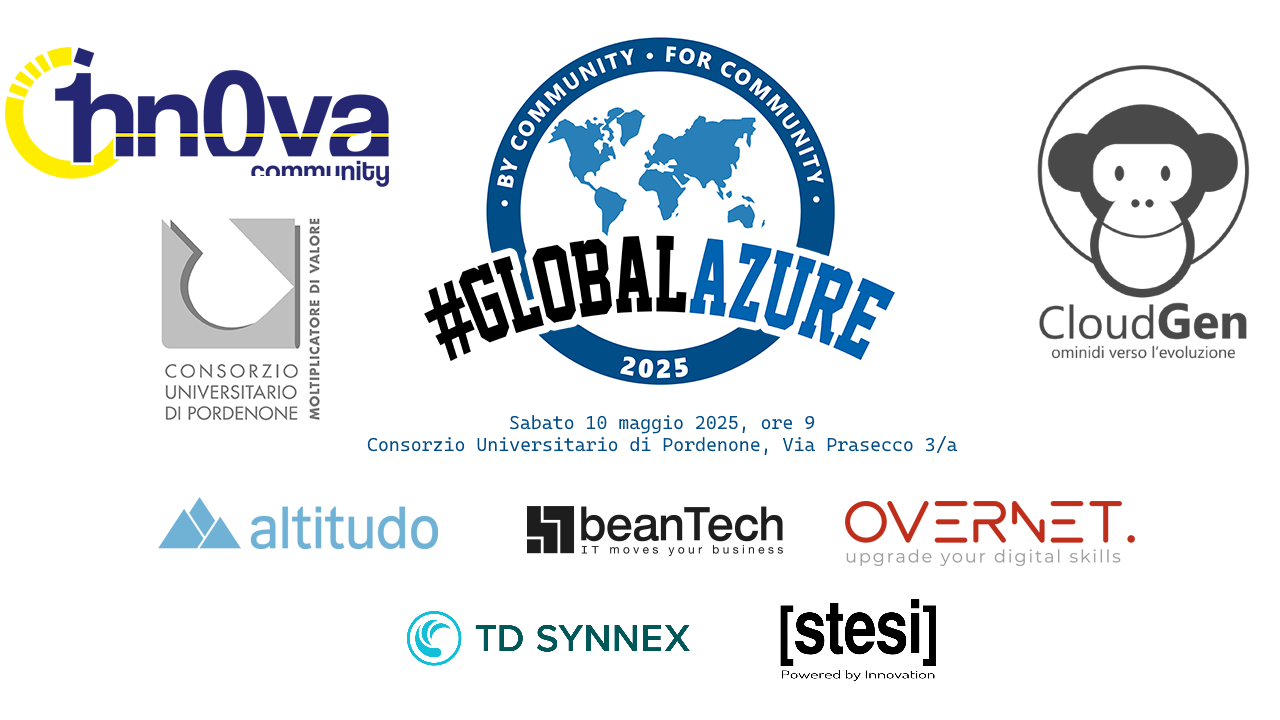 1nn0va
community
CONSORZIO
UNIVERSITARIO
DI PORDENONE
MOLTIPLICATORE DI VALORE
• BY COMMUNITY • FOR COMMUNITY •
#GLOBALAZURE
2025
CloudGen
ominidi verso l'evoluzione
Sabato 10 maggio 2025, ore 9
Consorzio Universitario di Pordenone, Via Prasecco 3/a
altitudo
beanTech
IT moves your business
OVERNET.
upgrade your digital skills
TD SYNNEX
[stesi]
Powered by Innovation